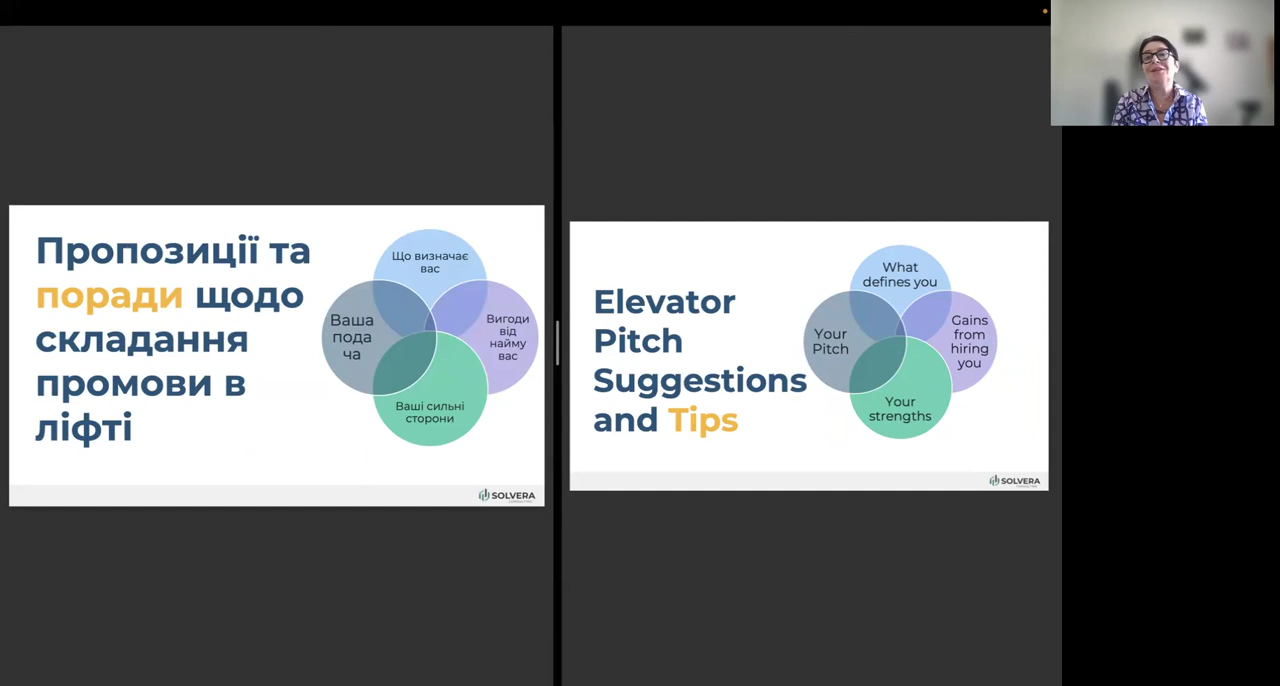 Пропозиції та
поради щодо
складання
промови в
ліфті
Що визначає
вас
Ваша
пода
ча
Вигоди
від
найму
вас
Ваші сильні
сторони
SOLVERA
Elevator
Pitch
Suggestions
and Tips
What
defines you
Your
Pitch
Gains
from
hiring
you
Your
strengths
SOLVERA